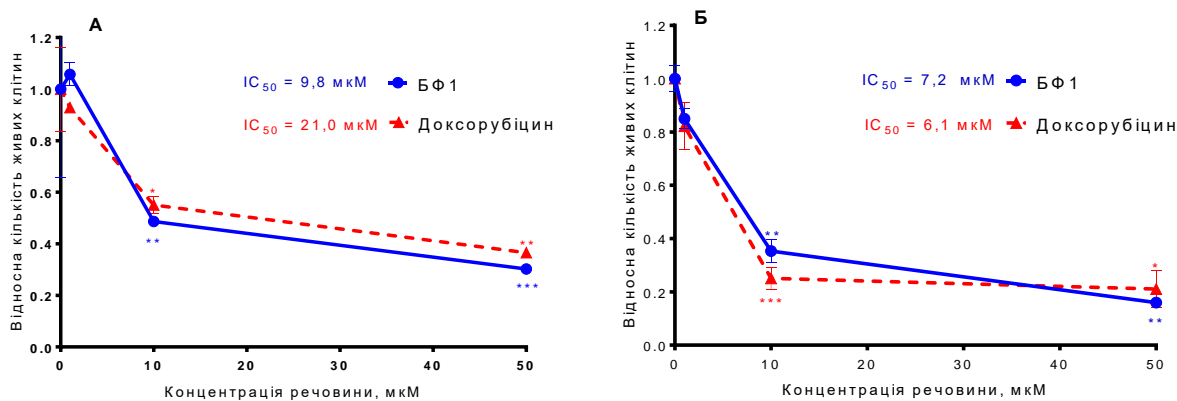 А
Відносна кількість живих клітин
1.2
1.0
0.8
0.6
0.4
0.2
0.0
IC50 = 9,8 мкМ БФ1
IC50 = 21,0 мкМ Доксорубіцин
*
**
**
***
0 10 20 30 40 50
Концентрація речовини, мкМ
Б
Відносна кількість живих клітин
1.2
1.0
0.8
0.6
0.4
0.2
0.0
IC50 = 7,2 мкМ БФ1
IC50 = 6,1 мкМ Доксорубіцин
**
***
*
**
0 10 20 30 40 50
Концентрація речовини, мкМ